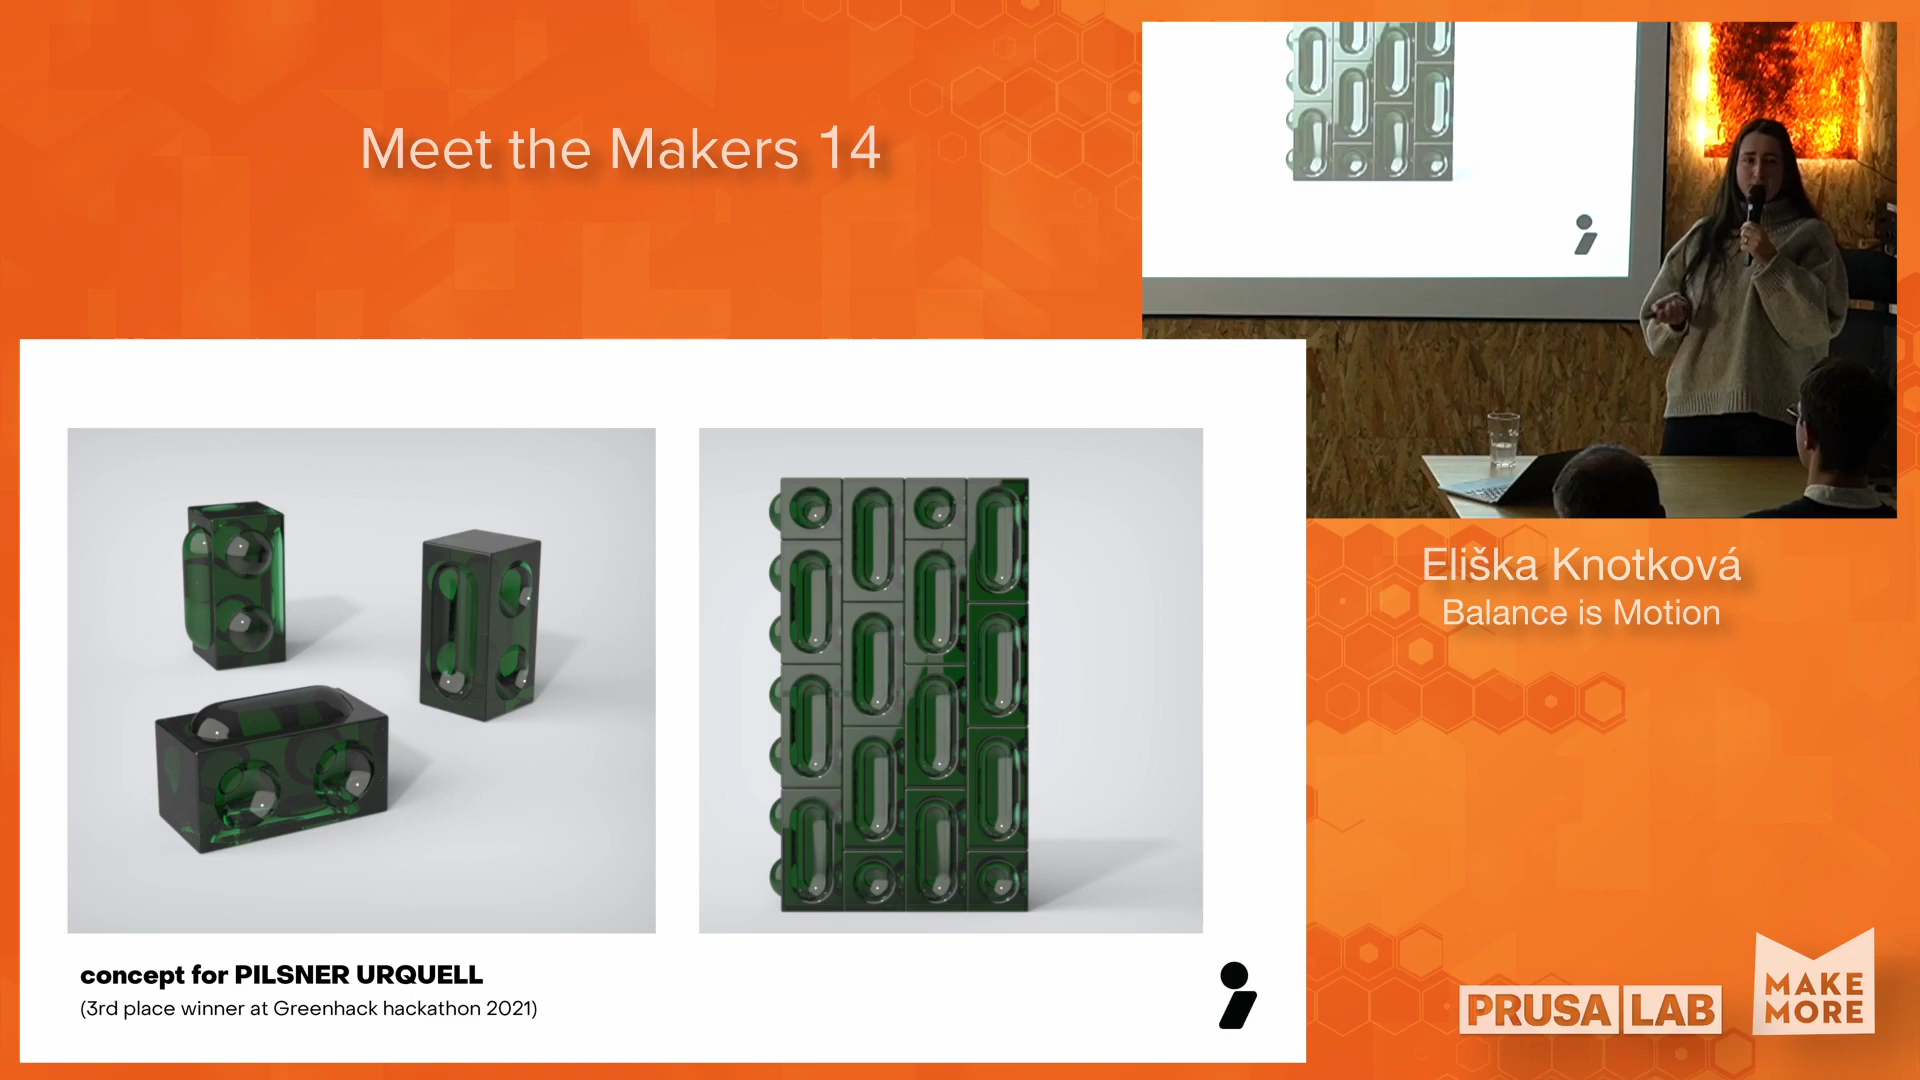 Meet the Makers 14
Eliška Knotková
Balance is Motion
concept for PILSNER URQUELL
(3rd place winner at Greenhack hackathon 2021)
PRUSA LAB
MAKE
MORE